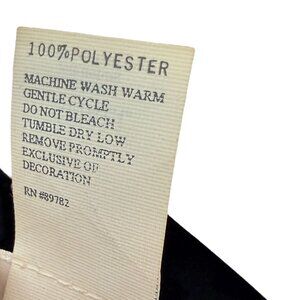 100%POLYESTER
MACHINE WASH WARM
GENTLE CYCLE
DO NOT BLEACH
TUMBLE DRY LOW
REMOVE PROMPTLY
EXCLUSIVE OF
DECORATION
RN #89782